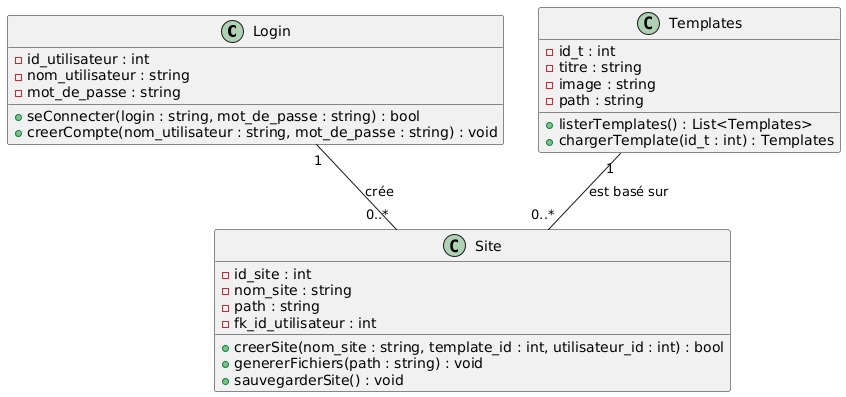 C Login
id_utilisateur : int
nom_utilisateur : string
mot_de_passe : string
seConnecter(login : string, mot_de_passe : string) : bool
creerCompte(nom_utilisateur : string, mot_de_passe : string) : void
C Templates
id_t : int
titre : string
image : string
path : string
listerTemplates() : List<Templates>
chargerTemplate(id_t : int) : Templates
1
crée
0..*
1
est basé sur
0..*
C Site
id_site : int
nom_site : string
path : string
fk_id_utilisateur : int
creerSite(nom_site : string, template_id : int, utilisateur_id : int) : bool
genererFichiers(path : string) : void
sauvegarderSite() : void